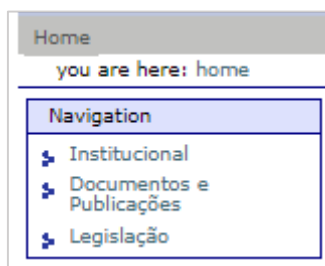 Home
you are here: home
Navigation
Institucional
Documentos e
Publicações
Legislação